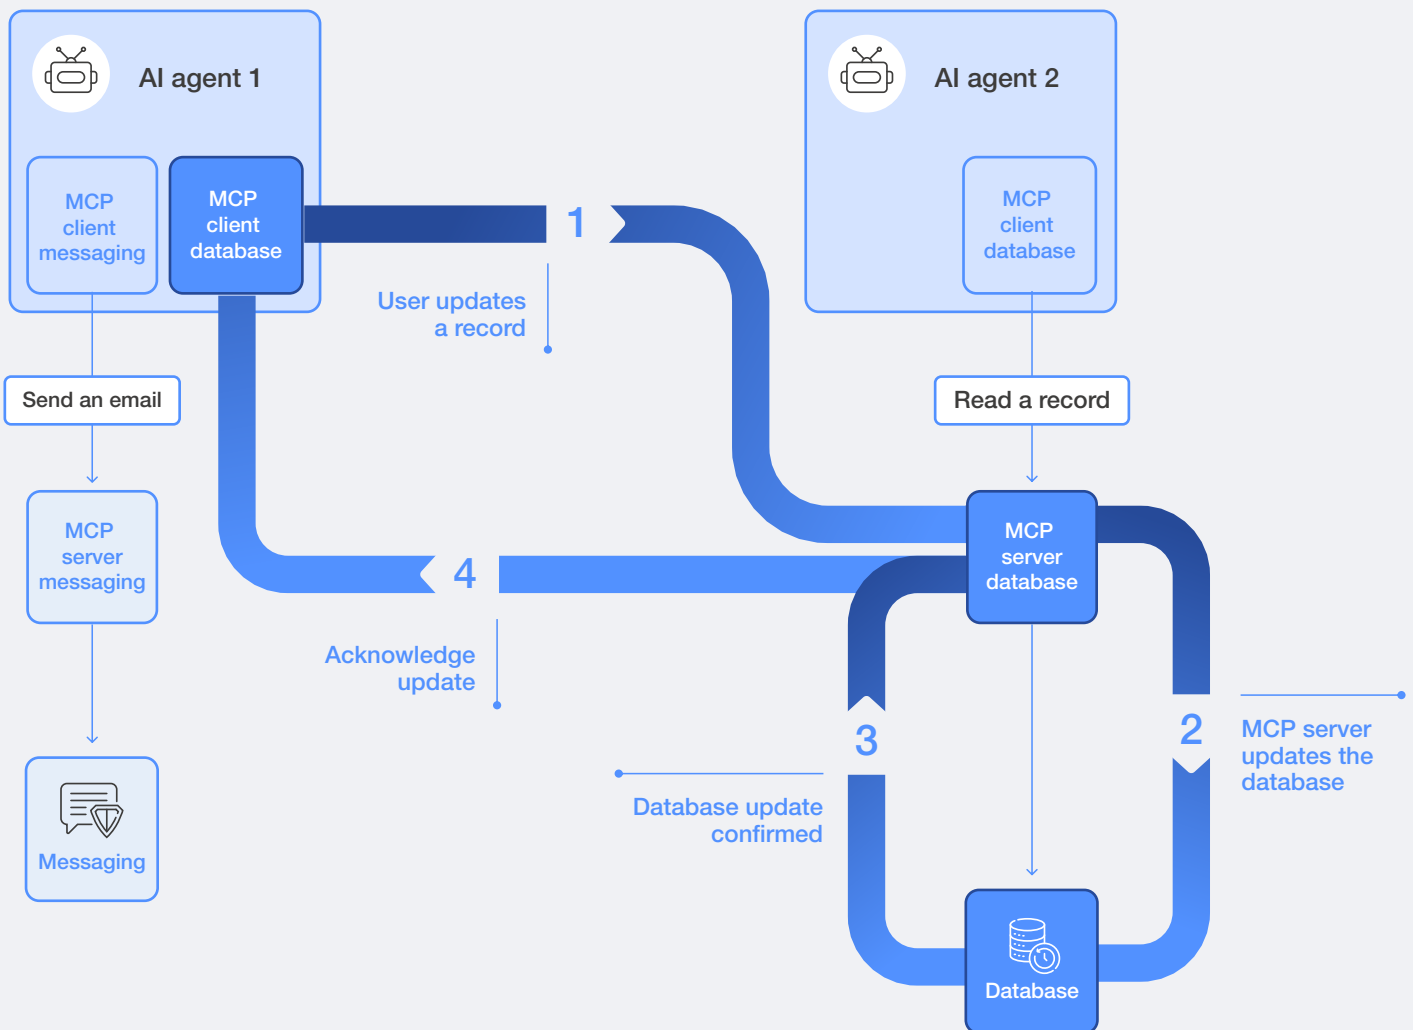 AI agent 1
AI agent 2
MCP
client
messaging
MCP
client
database
MCP
client
database
1
User updates
a record
Send an email
Read a record
MCP
server
messaging
MCP
server
database
4
Acknowledge
update
3
2
MCP server
updates the
database
Database update
confirmed
Messaging
Database